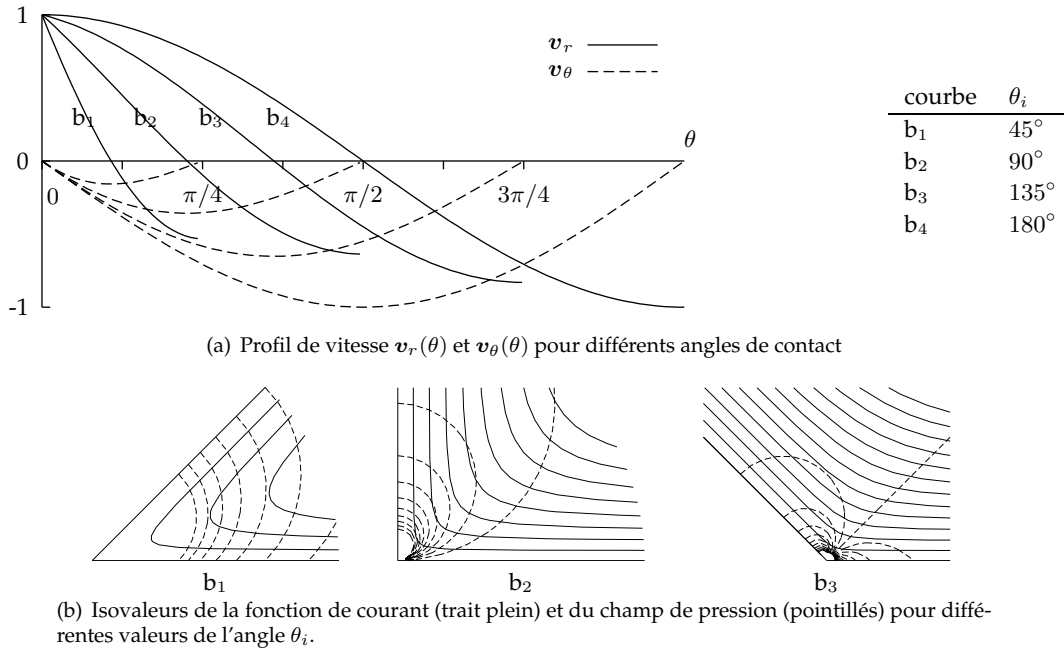 1
0
-1
v_r
v_θ
b₁ b₂ b₃ b₄
θ
0 π/4 π/2 3π/4
courbe θ_i
b₁ 45°
b₂ 90°
b₃ 135°
b₄ 180°
(a) Profil de vitesse v_r(θ) et v_θ(θ) pour différents angles de contact
b₁ b₂ b₃
(b) Isovaleurs de la fonction de courant (trait plein) et du champ de pression (pointillés) pour diffé-
rentes valeurs de l'angle θ_i.